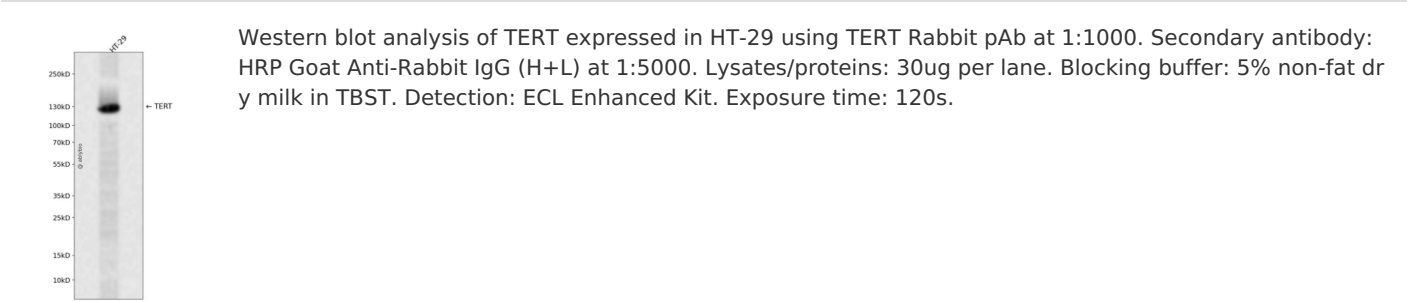 HT-29
Western blot analysis of TERT expressed in HT-29 using TERT Rabbit pAb at 1:1000. Secondary antibody:
HRP Goat Anti-Rabbit IgG (H+L) at 1:5000. Lysates/proteins: 30ug per lane. Blocking buffer: 5% non-fat dr
y milk in TBST. Detection: ECL Enhanced Kit. Exposure time: 120s.
250kD
130kD
← TERT
100kD
70kD
55kD
@ abbybio
35kD
25kD
15kD
10kD